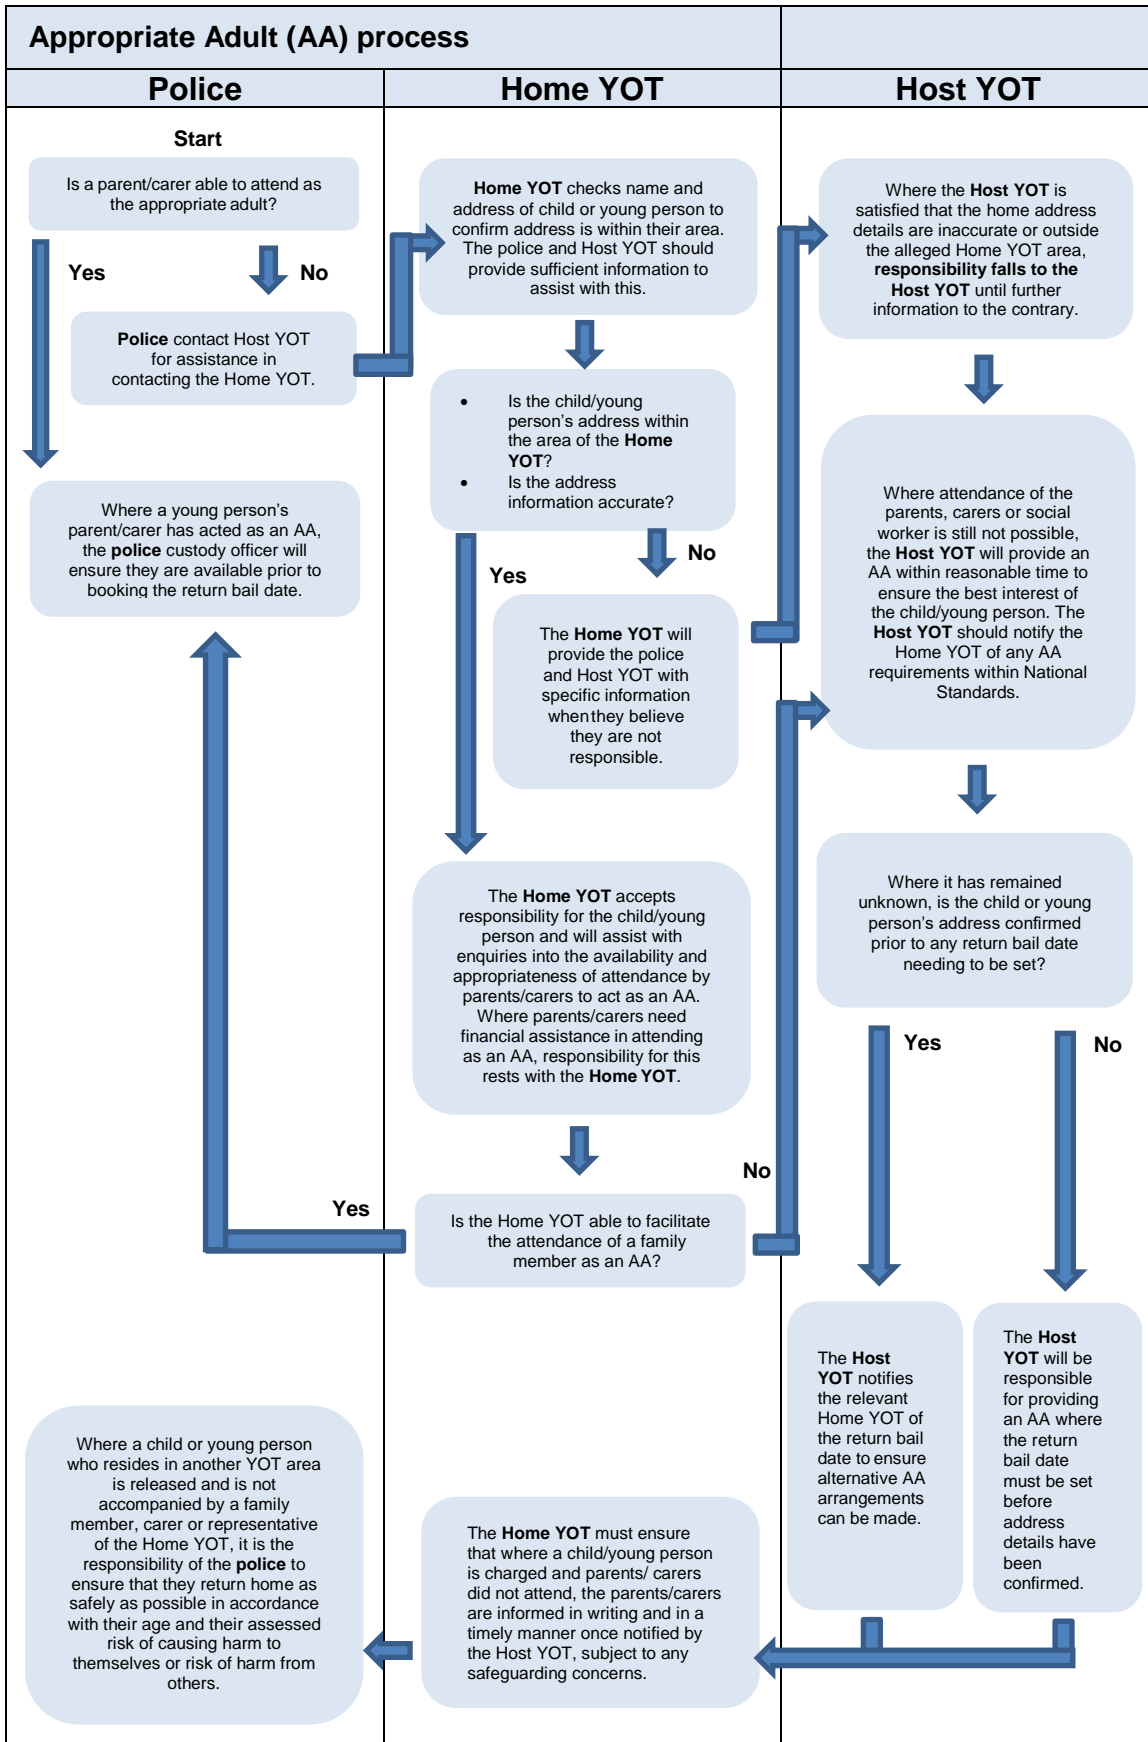 Appropriate Adult (AA) process
Police
Home YOT
Host YOT
Start
Is a parent/carer able to attend as
the appropriate adult?
Yes
No
Police contact Host YOT
for assistance in
contacting the Home YOT.
Where a young person's
parent/carer has acted as an AA,
the police custody officer will
ensure they are available prior to
booking the return bail date.
Home YOT checks name and
address of child or young person to
confirm address is within their area.
The police and Host YOT should
provide sufficient information to
assist with this.
• Is the child/young
person's address within
the area of the Home
YOT?
• Is the address
information accurate?
Yes
No
The Home YOT will
provide the police
and Host YOT with
specific information
when they believe
they are not
responsible.
The Home YOT accepts
responsibility for the child/young
person and will assist with
enquiries into the availability and
appropriateness of attendance by
parents/carers to act as an AA.
Where parents/carers need
financial assistance in attending
as an AA, responsibility for this
rests with the Home YOT.
Is the Home YOT able to facilitate
the attendance of a family
member as an AA?
Yes
No
Where the Host YOT is
satisfied that the home address
details are inaccurate or outside
the alleged Home YOT area,
responsibility falls to the
Host YOT until further
information to the contrary.
Where attendance of the
parents, carers or social
worker is still not possible,
the Host YOT will provide an
AA within reasonable time to
ensure the best interest of
the child/young person. The
Host YOT should notify the
Home YOT of any AA
requirements within National
Standards.
Where it has remained
unknown, is the child or young
person's address confirmed
prior to any return bail date
needing to be set?
Yes
No
The Host
YOT notifies
the relevant
Home YOT of
the return bail
date to ensure
alternative AA
arrangements
can be made.
The Host
YOT will be
responsible
for providing
an AA where
the return
bail date
must be set
before
address
details have
been
confirmed.
The Home YOT must ensure
that where a child/young person
is charged and parents/ carers
did not attend, the parents/carers
are informed in writing and in a
timely manner once notified by
the Host YOT, subject to any
safeguarding concerns.
Where a child or young person
who resides in another YOT area
is released and is not
accompanied by a family
member, carer or representative
of the Home YOT, it is the
responsibility of the police to
ensure that they return home as
safely as possible in accordance
with their age and their assessed
risk of causing harm to
themselves or risk of harm from
others.